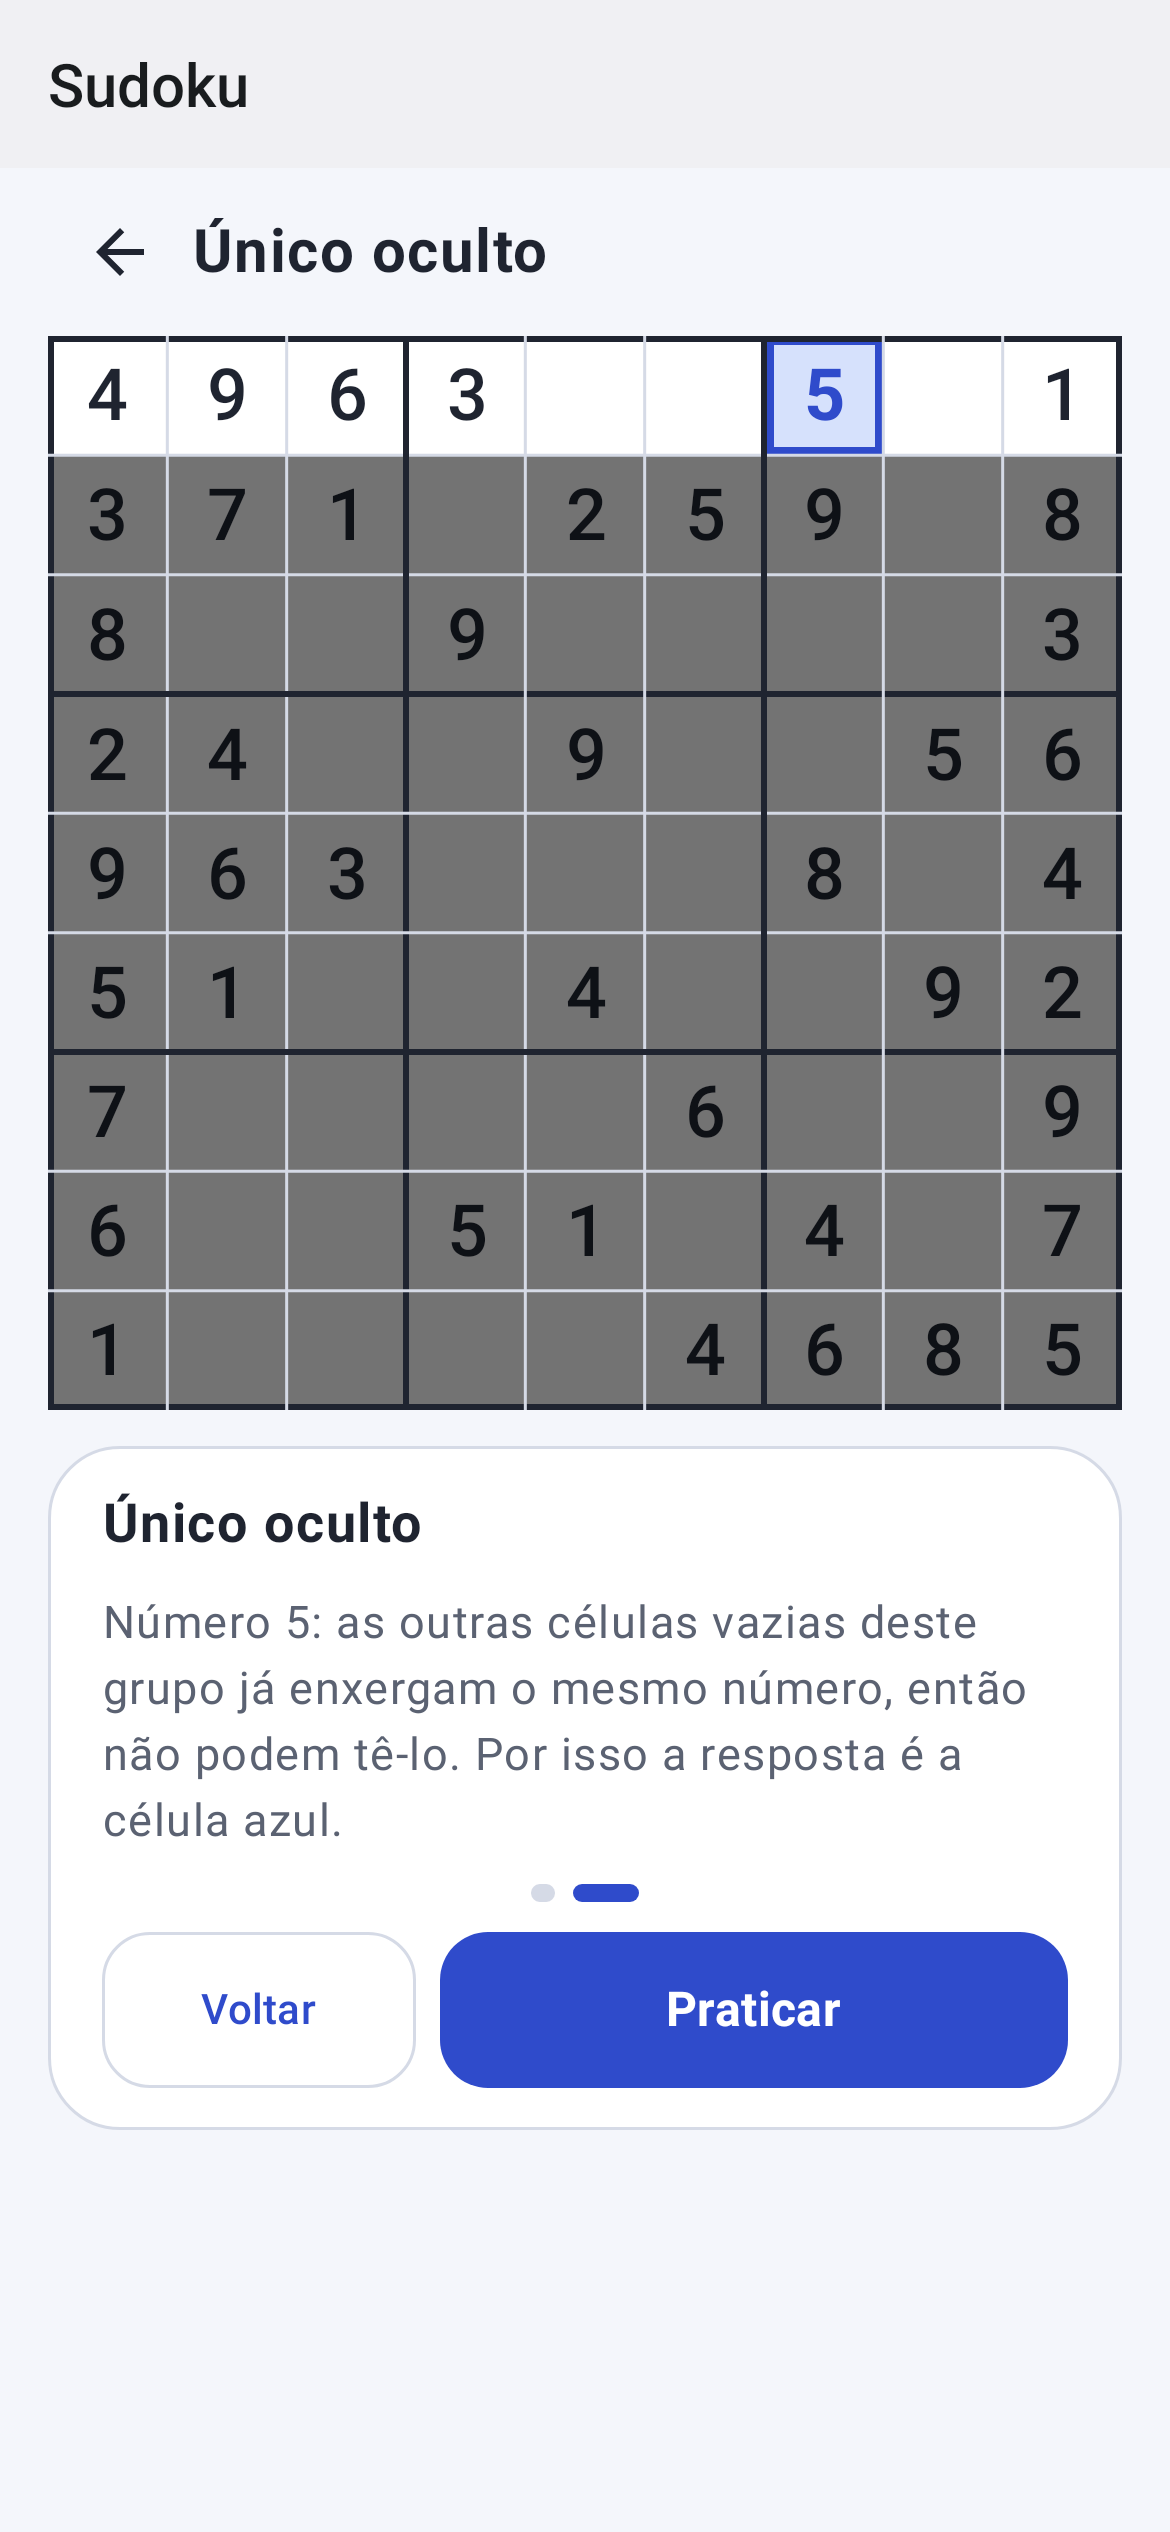 Sudoku
Único oculto
4 9 6 3 5 1
3 7 1 2 5 9 8
8 9 3
2 4 9 5 6
9 6 3 8 4
5 1 4 9 2
7 6 9
6 5 1 4 7
1 4 6 8 5
Único oculto
Número 5: as outras células vazias deste
grupo já enxergam o mesmo número, então
não podem tê-lo. Por isso a resposta é a
célula azul.
Voltar Praticar